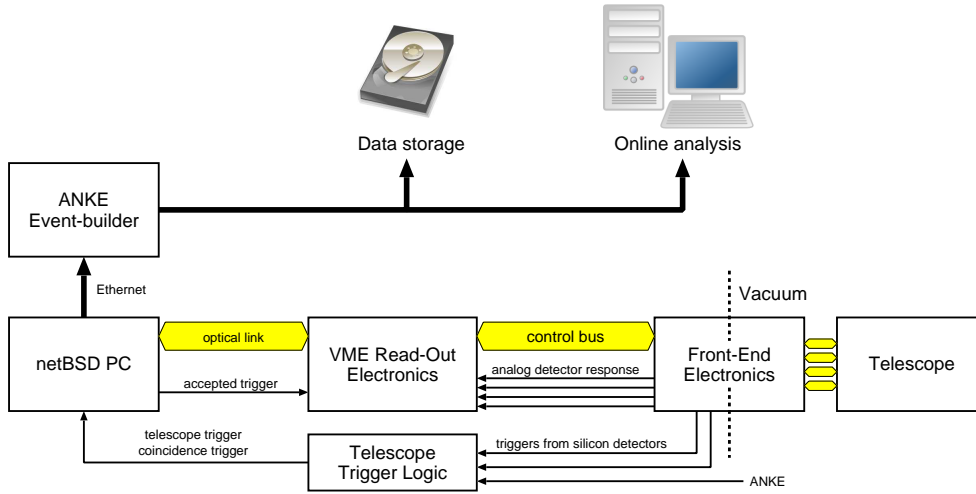 Data storage
Online analysis
ANKE
Event-builder
Ethernet
Vacuum
netBSD PC
optical link
VME Read-Out
Electronics
control bus
Front-End
Electronics
Telescope
analog detector response
accepted trigger
telescope trigger
coincidence trigger
Telescope
Trigger Logic
triggers from silicon detectors
ANKE